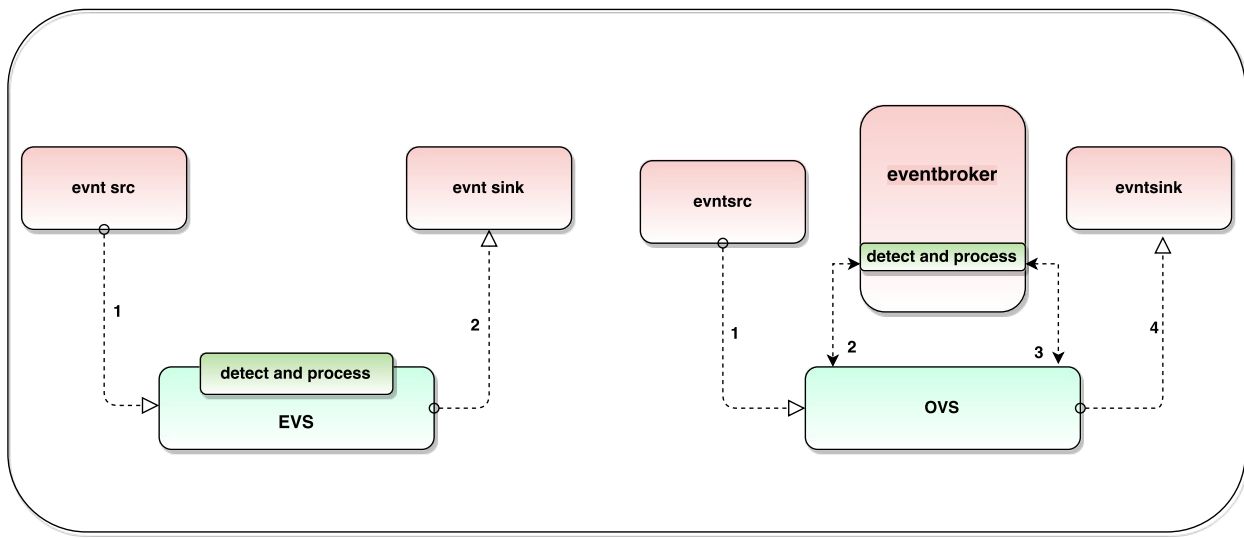 evnt src
evnt sink
1
2
detect and process
EVS
evntsrc
eventbroker
evntsink
detect and process
1
2
3
4
OVS